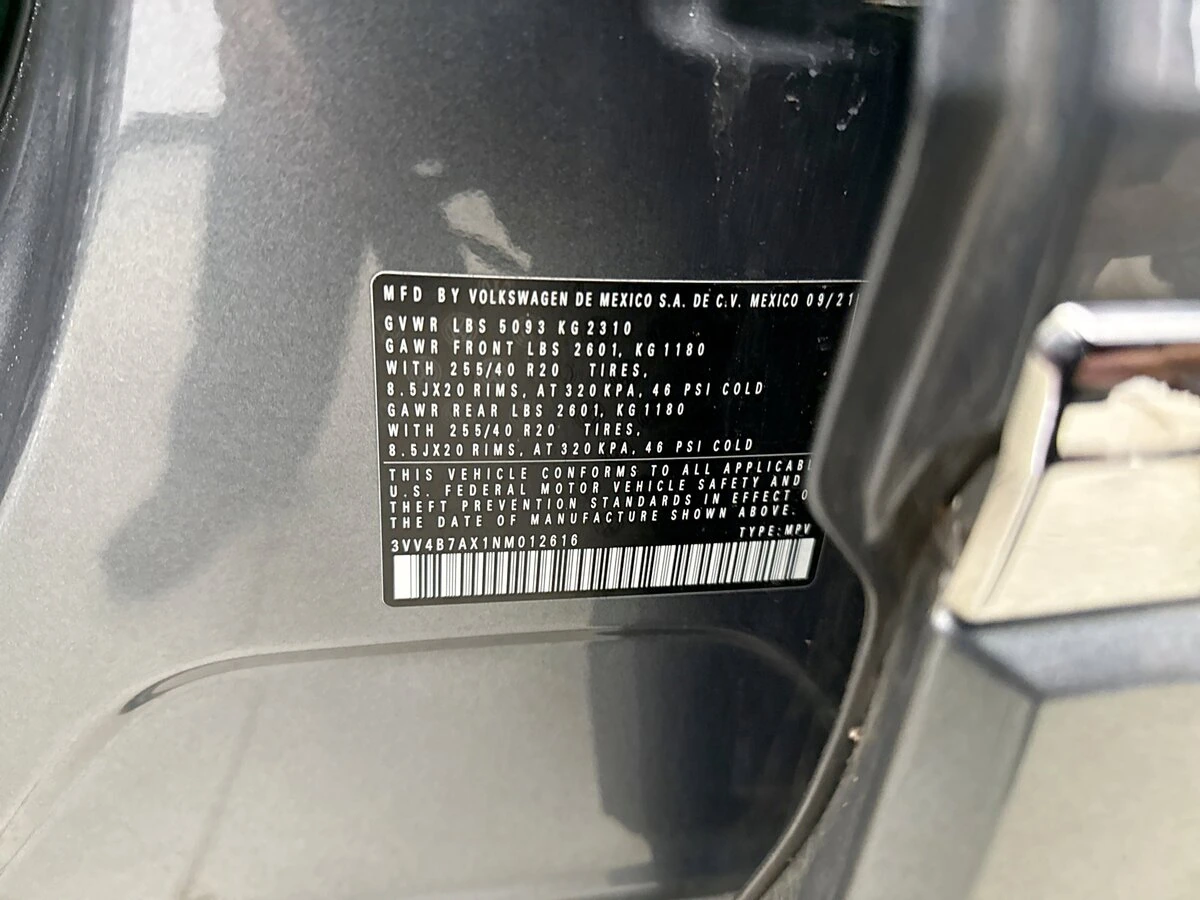 MFD BY VOLKSWAGEN DE MEXICO S.A. DE C.V. MEXICO 09/21
GVWR LBS 5093 KG 2310
GAWR FRONT LBS 2601, KG 1180
WITH 255/40 R20 TIRES,
8.5JX20 RIMS, AT 320 KPA, 46 PSI COLD
GAWR REAR LBS 2601, KG 1180
WITH 255/40 R20 TIRES,
8.5JX20 RIMS, AT 320 KPA, 46 PSI COLD
THIS VEHICLE CONFORMS TO ALL
U.S. FEDERAL MOTOR VEHICLE SAFETY AND
THEFT PREVENTION STANDARDS IN EFFECT
THE DATE OF MANUFACTURE SHOWN ABOVE.
TYPE: MPV
3VV4B7AX1NM012616